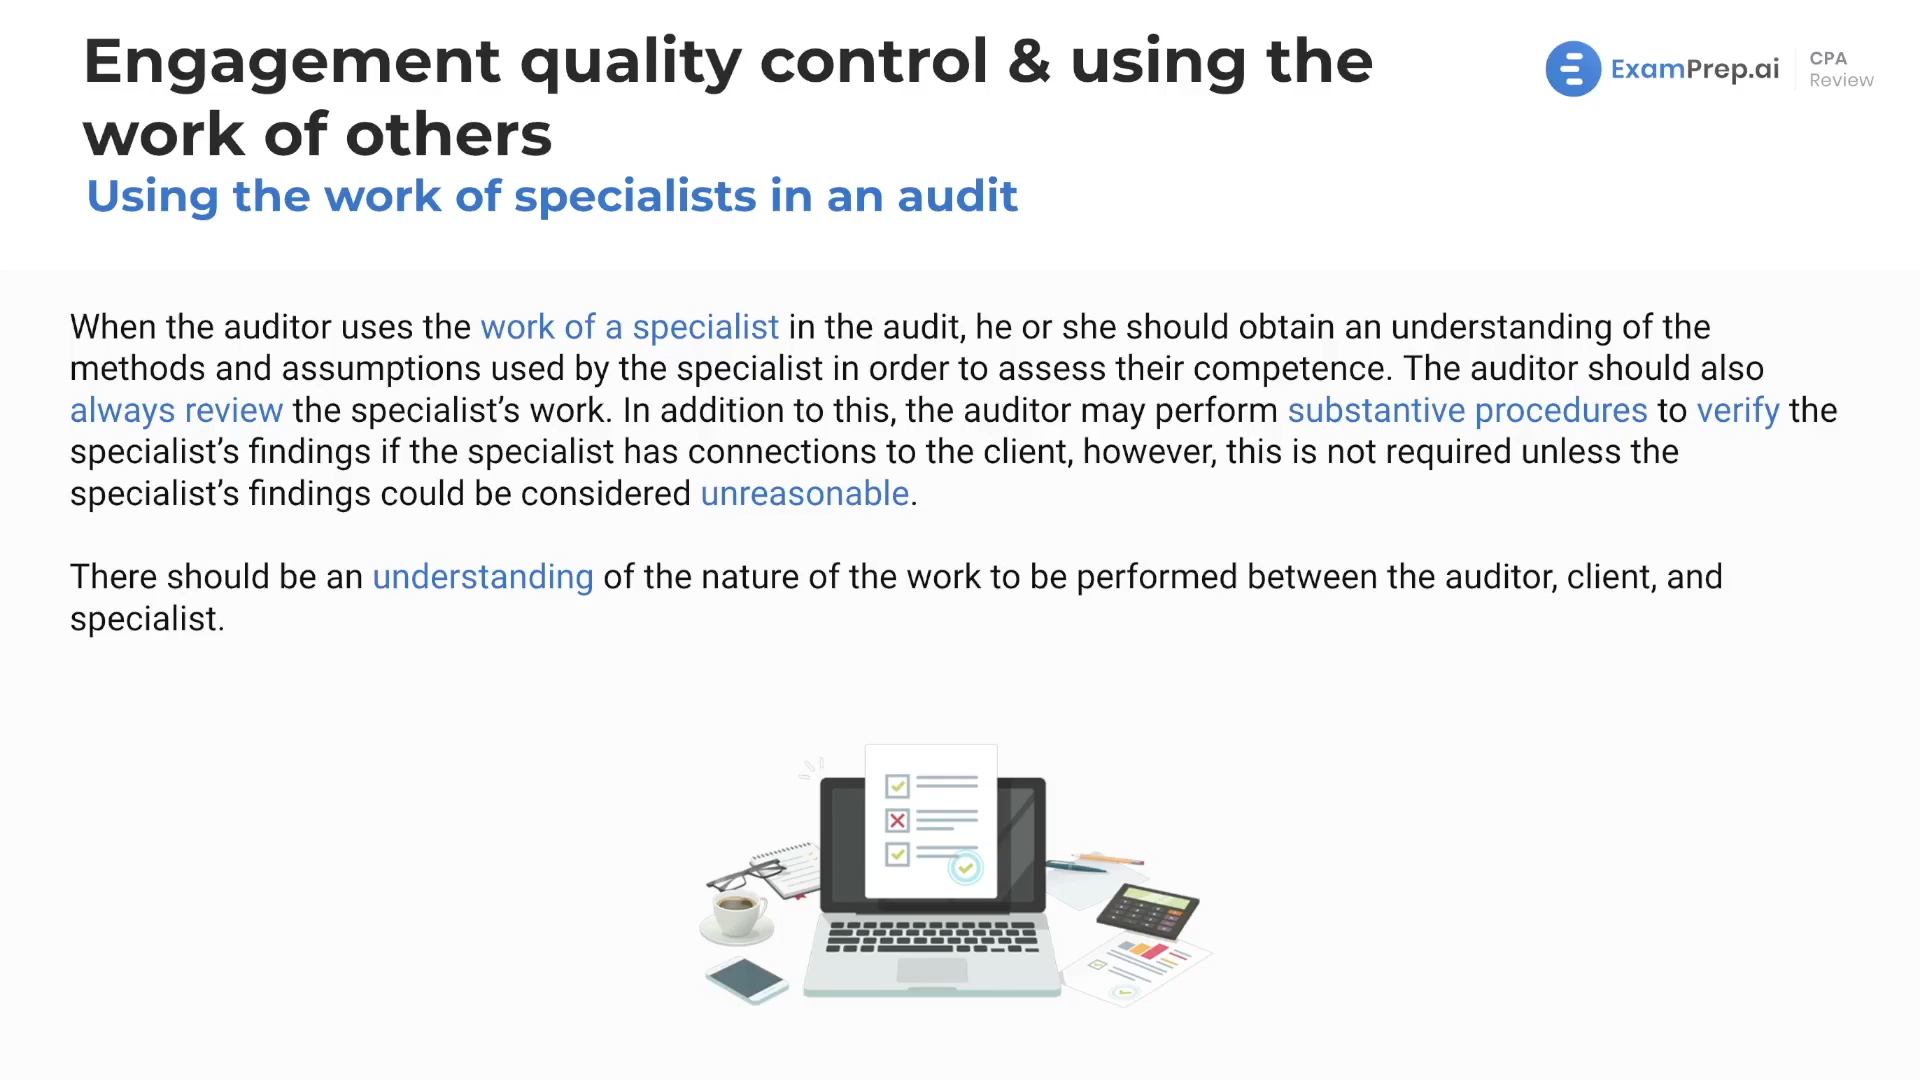 Engagement quality control & using the
work of others
Using the work of specialists in an audit
ExamPrep.ai
CPA
Review
When the auditor uses the work of a specialist in the audit, he or she should obtain an understanding of the
methods and assumptions used by the specialist in order to assess their competence. The auditor should also
always review the specialist’s work. In addition to this, the auditor may perform substantive procedures to verify the
specialist’s findings if the specialist has connections to the client, however, this is not required unless the
specialist’s findings could be considered unreasonable.
There should be an understanding of the nature of the work to be performed between the auditor, client, and
specialist.